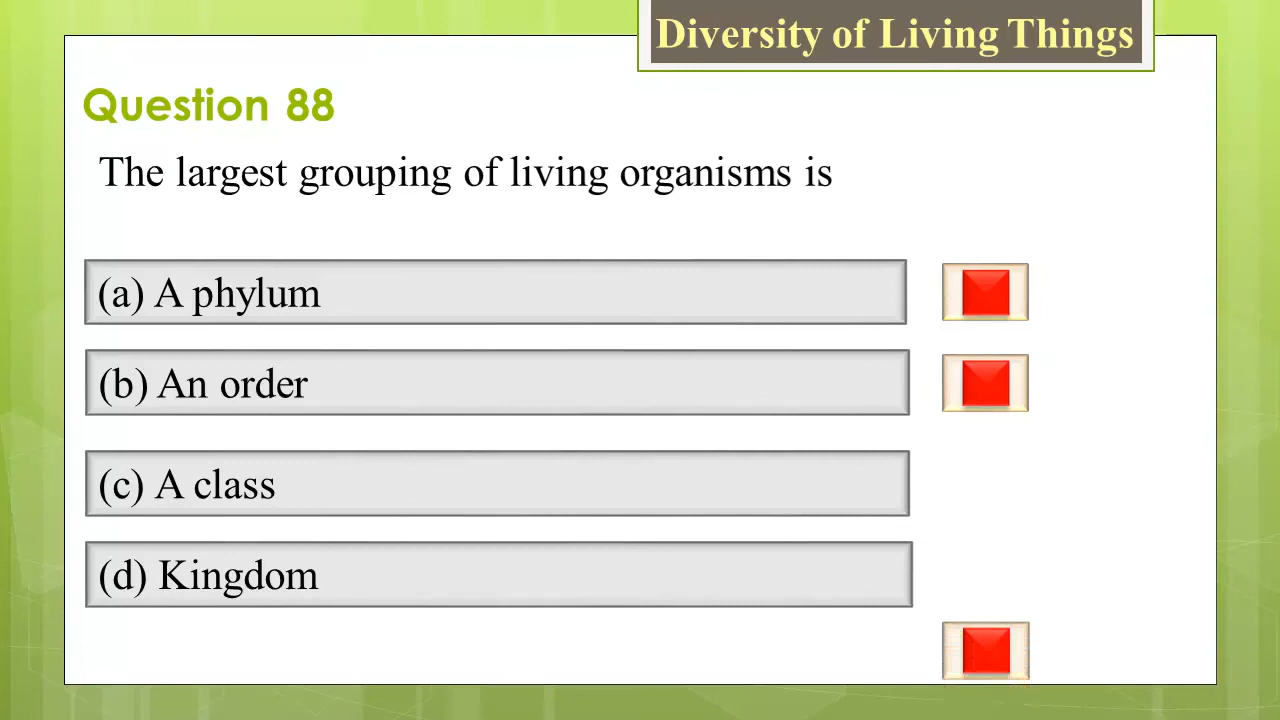 Diversity of Living Things
Question 88
The largest grouping of living organisms is
(a) A phylum
(b) An order
(c) A class
(d) Kingdom